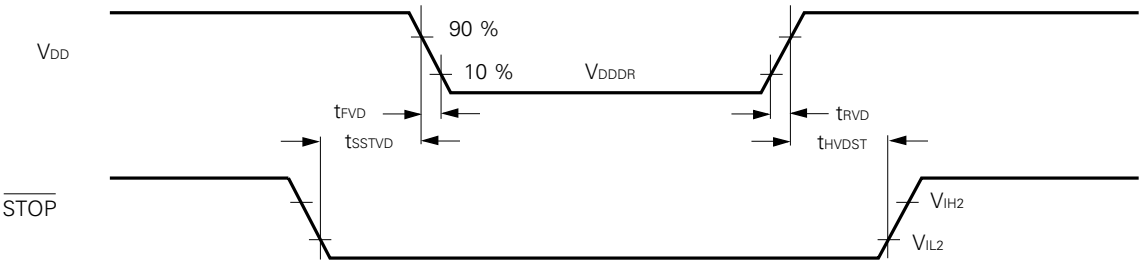 90 %
VDD
10 %
VDDDR
tFVD
tRVD
tSSTVD
tHVDST
STOP
VIH2
VIL2